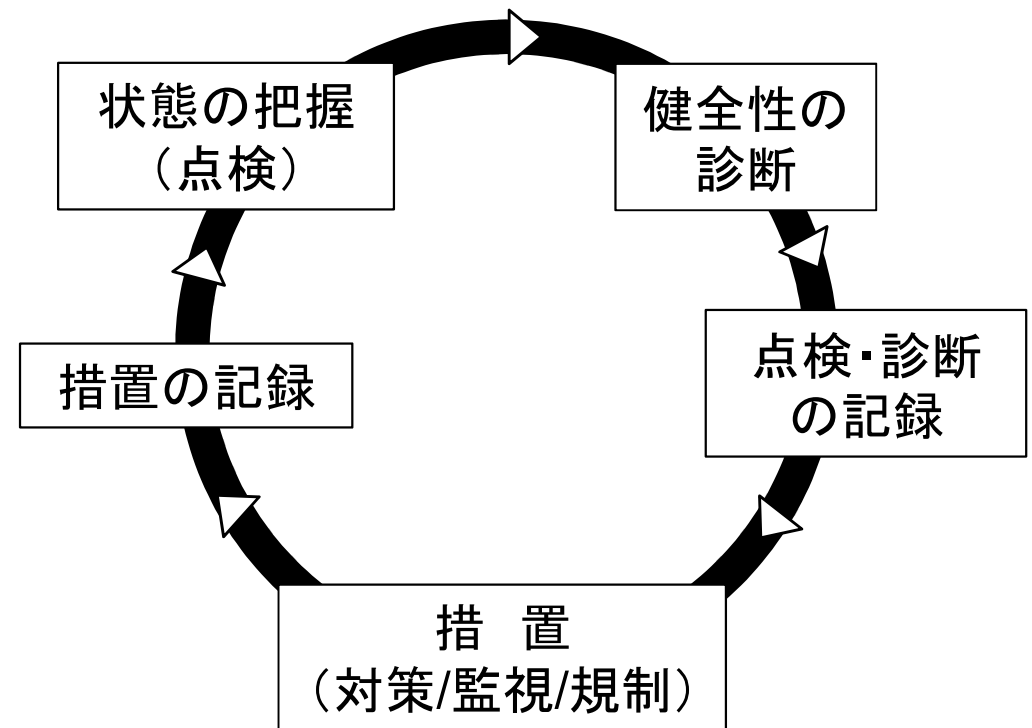 状態の把握
（点検）
健全性の
診断
点検・診断
の記録
措　置
（対策/監視/規制）
措置の記録